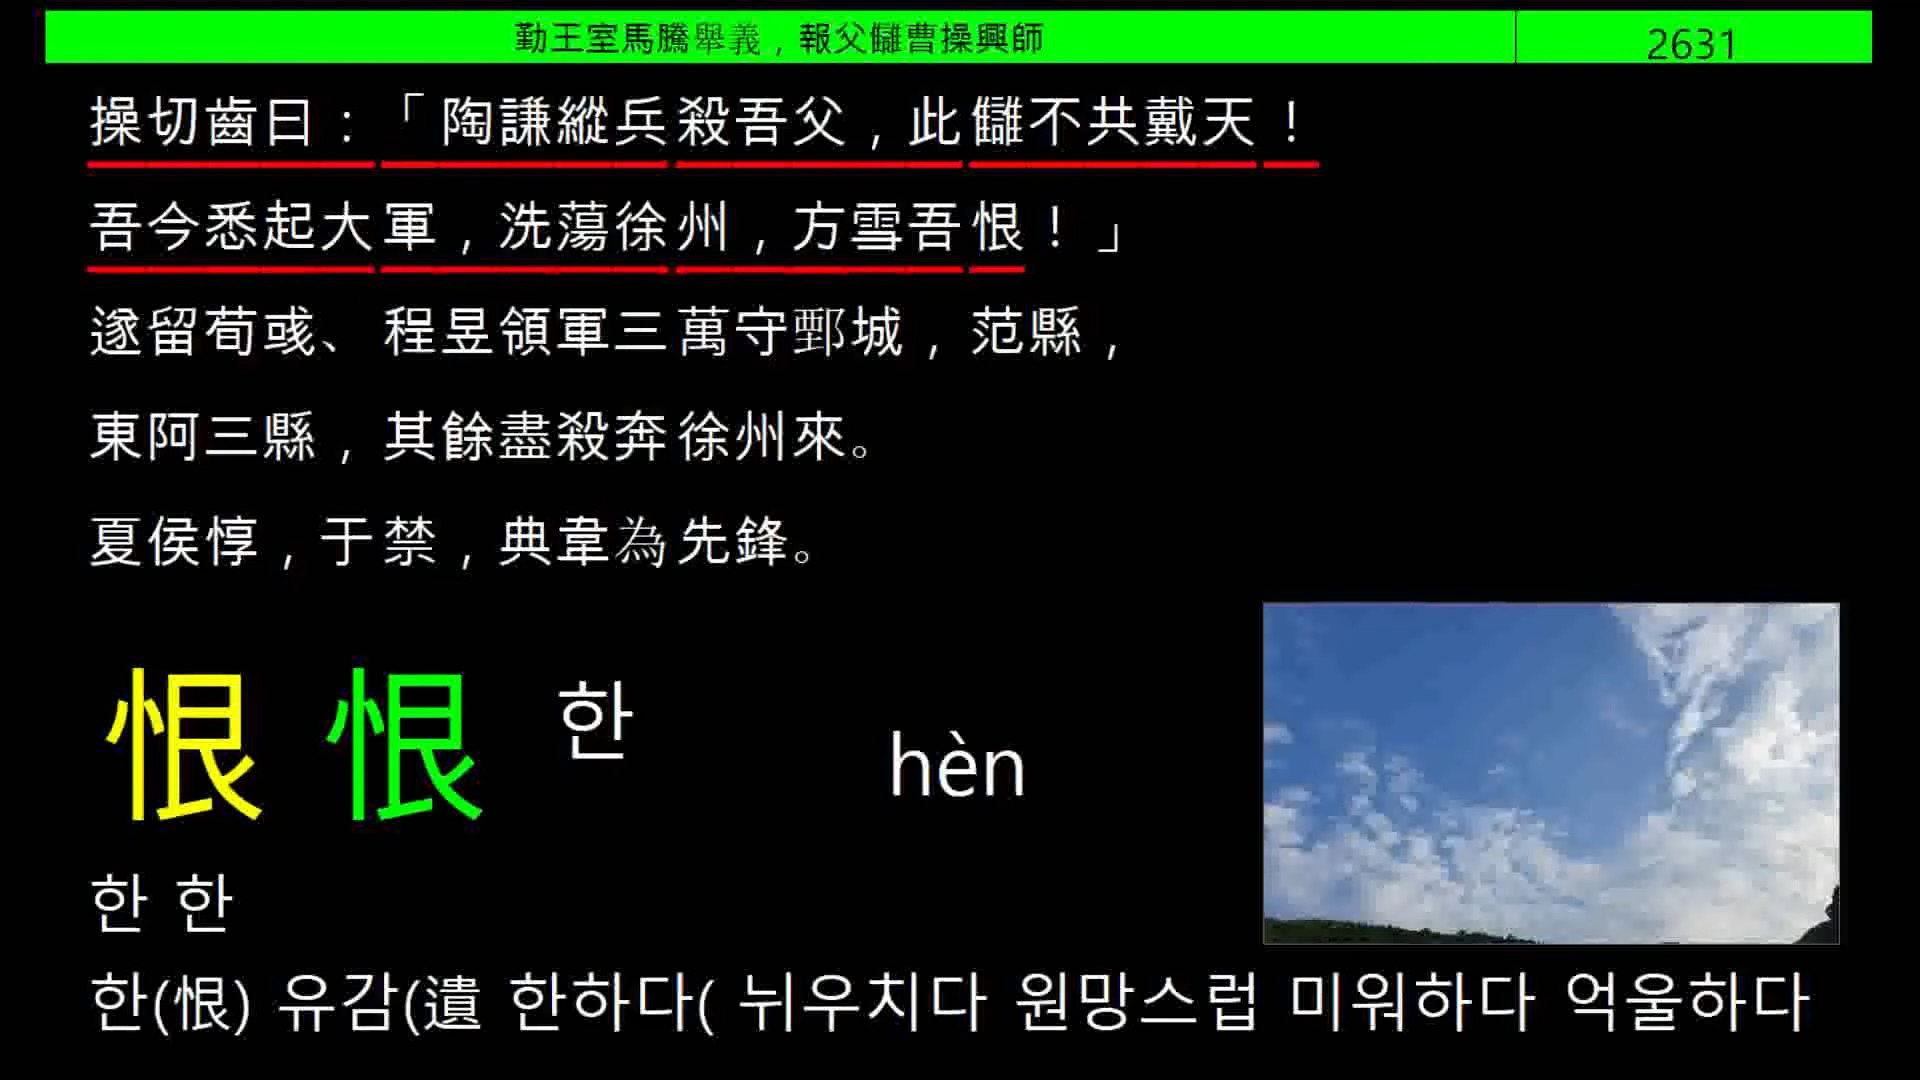 勤王室馬騰舉義，報父讎曹操興師
2631
操切齒曰：「陶謙縱兵殺吾父，此讎不共戴天！
吾今悉起大軍，洗蕩徐州，方雪吾恨！」
遂留荀彧、程昱領軍三萬守鄄城，范縣，
東阿三縣，其餘盡殺奔徐州來。
夏侯惇，于禁，典韋為先鋒。
恨 恨 한 hèn
한 한
한(恨) 유감(遺 한하다( 뉘우치다 원망스럽 미워하다 억울하다